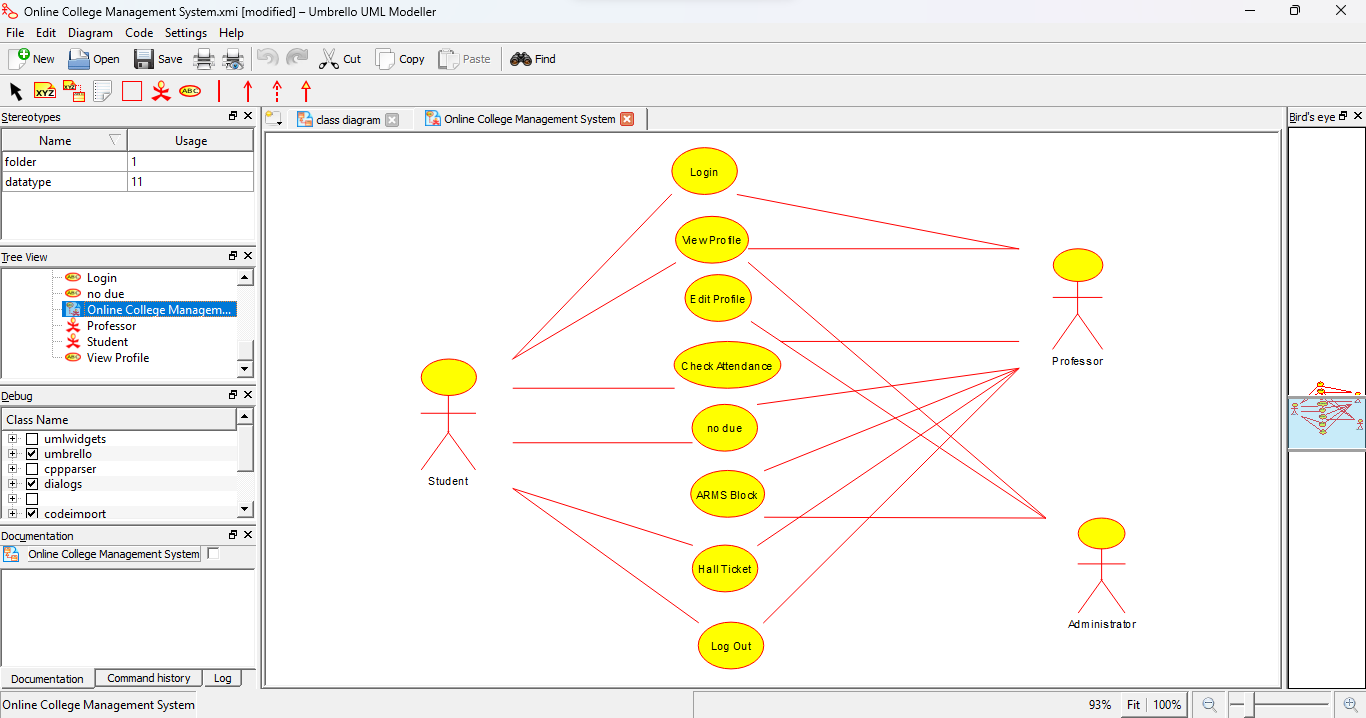 Online College Management System.xmi [modified] – Umbrello UML Modeller
File Edit Diagram Code Settings Help
New Open Save Cut Copy Paste Find
XYZ XYZ ABC
Stereotypes
Name Usage
folder 1
datatype 11
Tree View
Login
no due
Online College Managem...
Professor
Student
View Profile
Debug
Class Name
umlwidgets
umbrello
cppparser
dialogs
codeimport
Documentation
Online College Management System
Documentation Command history Log
Online College Management System
class diagram Online College Management System
Login
View Profile
Edit Profile
Check Attendance
no due
ARMS Block
Hall Ticket
Log Out
Student
Professor
Administrator
Bird's eye
93% Fit 100%